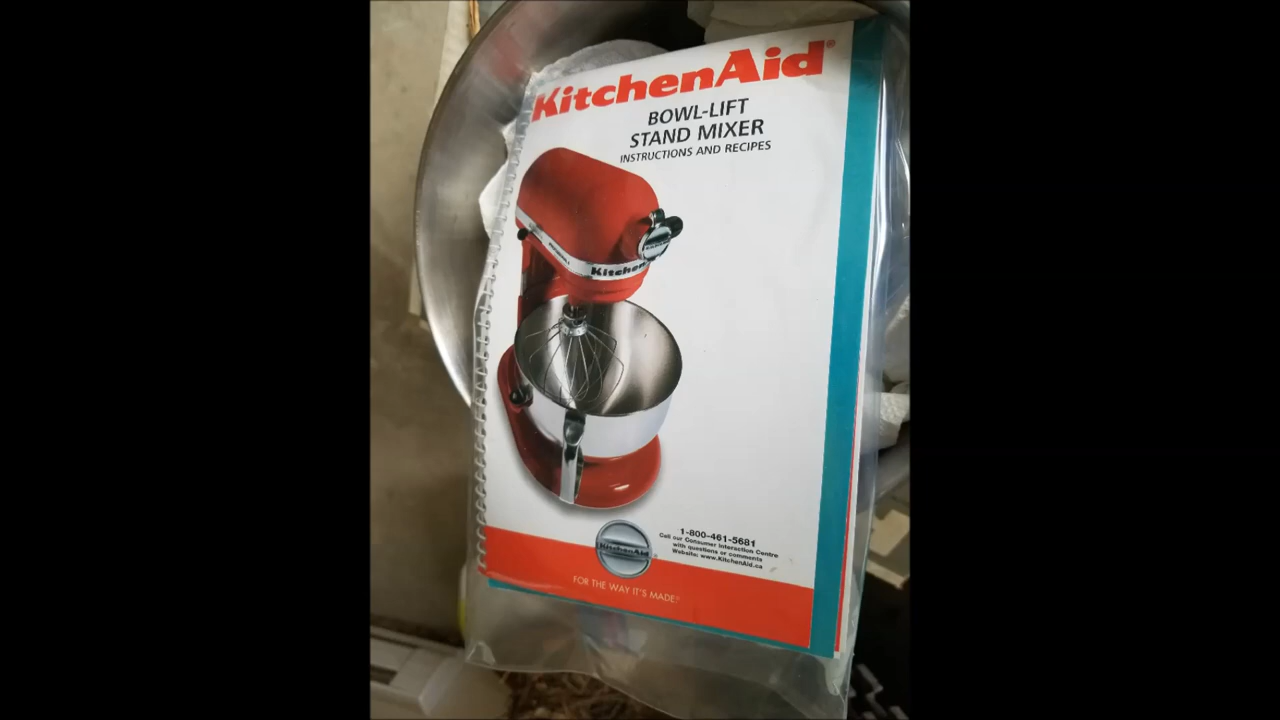 KitchenAid®
BOWL-LIFT
STAND MIXER
INSTRUCTIONS AND RECIPES
Kitchen
KitchenAid
1-800-461-5681
Call our Consumer Interaction Centre
with questions or comments
Website: www.KitchenAid.ca
FOR THE WAY IT'S MADE®